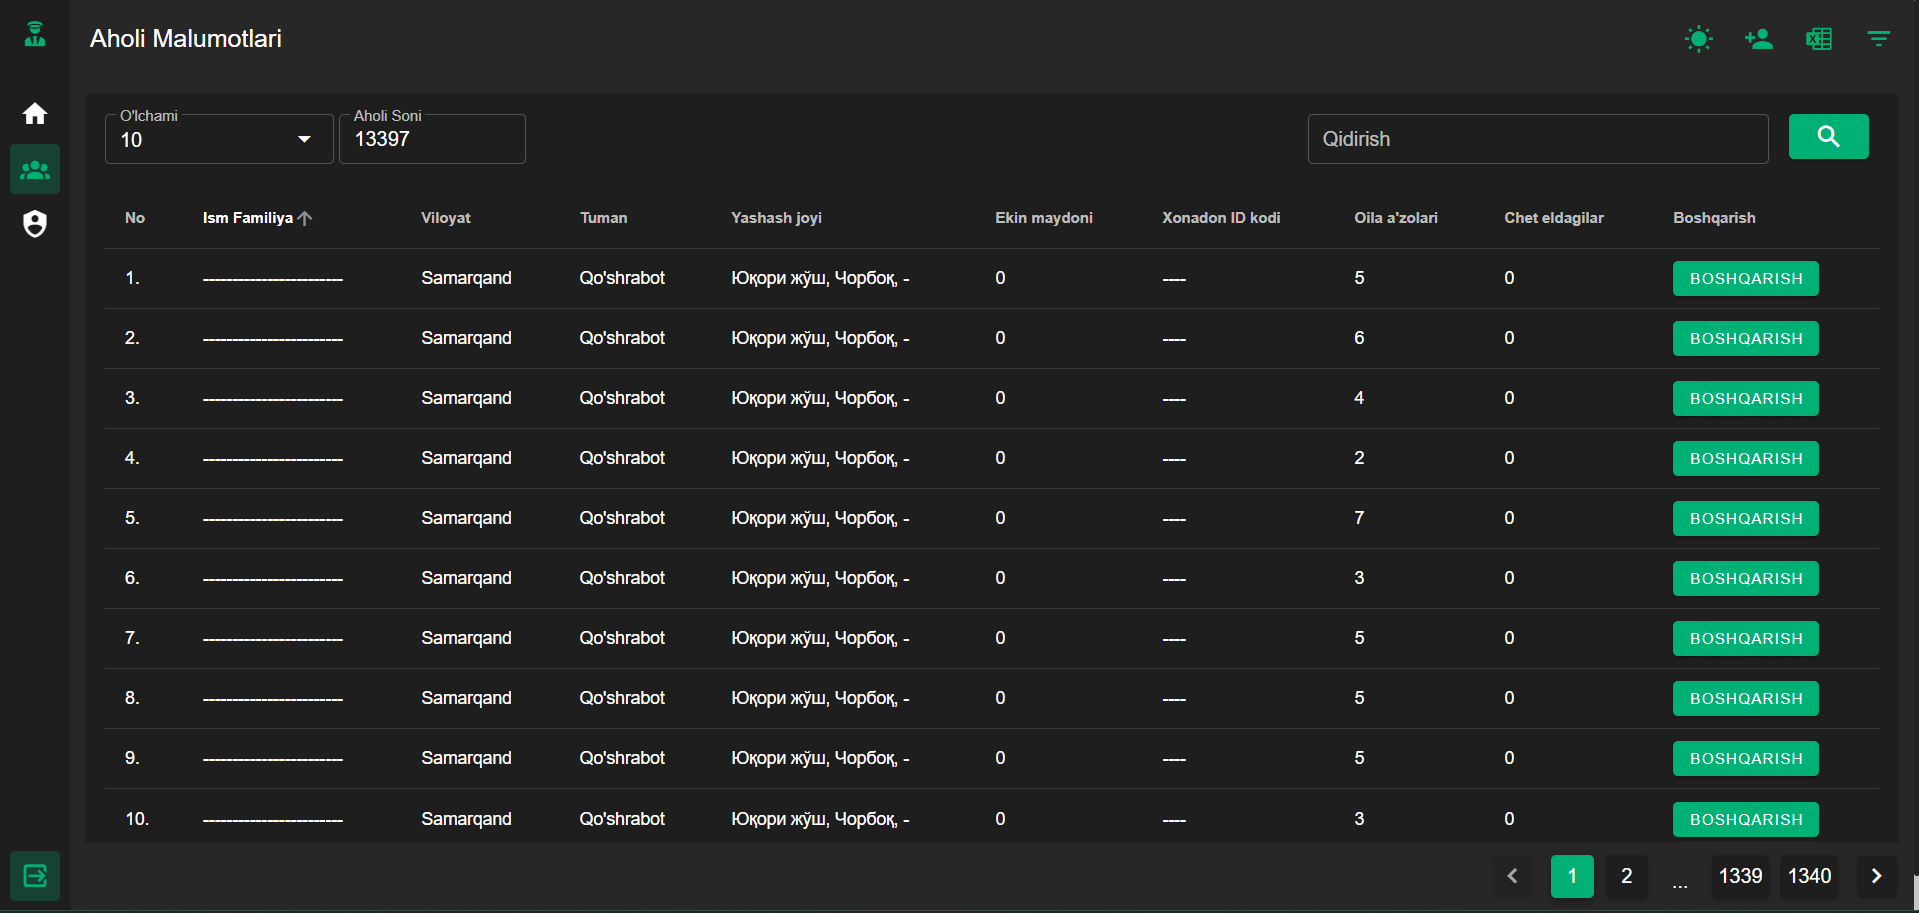 Aholi Malumotlari
O'lchami
10
Aholi Soni
13397
Qidirish
No Ism Familiya Viloyat Tuman Yashash joyi Ekin maydoni Xonadon ID kodi Oila a'zolari Chet eldagilar Boshqarish
1. ------------------------ Samarqand Qo'shrabot Юқори жўш, Чорбоқ, - 0 ---- 5 0 BOSHQARISH
2. ------------------------ Samarqand Qo'shrabot Юқори жўш, Чорбоқ, - 0 ---- 6 0 BOSHQARISH
3. ------------------------ Samarqand Qo'shrabot Юқори жўш, Чорбоқ, - 0 ---- 4 0 BOSHQARISH
4. ------------------------ Samarqand Qo'shrabot Юқори жўш, Чорбоқ, - 0 ---- 2 0 BOSHQARISH
5. ------------------------ Samarqand Qo'shrabot Юқори жўш, Чорбоқ, - 0 ---- 7 0 BOSHQARISH
6. ------------------------ Samarqand Qo'shrabot Юқори жўш, Чорбоқ, - 0 ---- 3 0 BOSHQARISH
7. ------------------------ Samarqand Qo'shrabot Юқори жўш, Чорбоқ, - 0 ---- 5 0 BOSHQARISH
8. ------------------------ Samarqand Qo'shrabot Юқори жўш, Чорбоқ, - 0 ---- 5 0 BOSHQARISH
9. ------------------------ Samarqand Qo'shrabot Юқори жўш, Чорбоқ, - 0 ---- 5 0 BOSHQARISH
10. ------------------------ Samarqand Qo'shrabot Юқори жўш, Чорбоқ, - 0 ---- 3 0 BOSHQARISH
1 2 ... 1339 1340